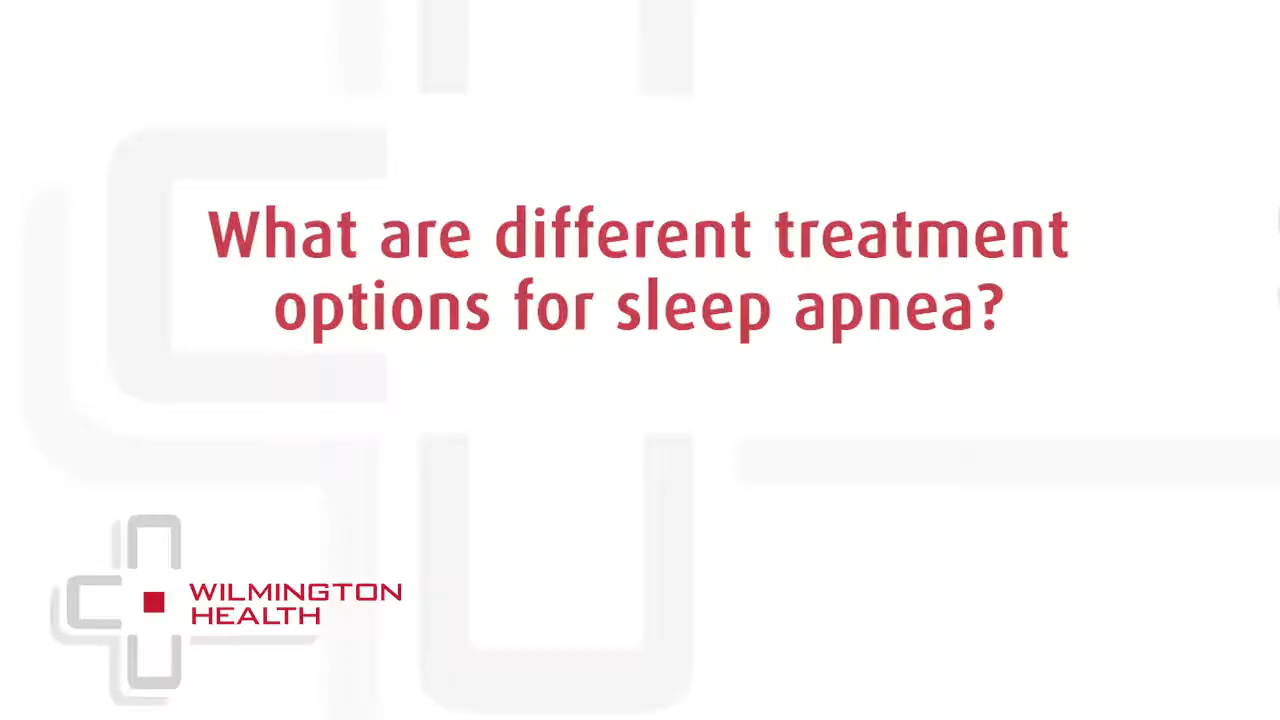 What are different treatment
options for sleep apnea?
WILMINGTON
HEALTH